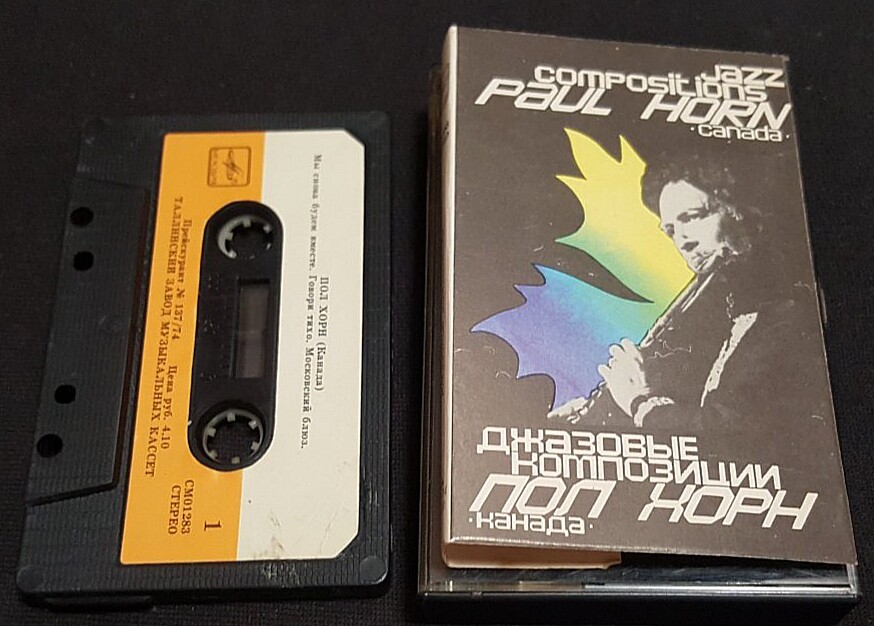 ПОЛ ХОРН (Канада)
Мы снова будем вместе. Говори тихо. Московский блюз.
Прейскурант № 137/74 Цена руб. 4.10
ТАЛЛИНСКИЙ ЗАВОД МУЗЫКАЛЬНЫХ КАССЕТ
1
СМ01283
СТЕРЕО
Jazz
compositions
PAUL HORN
·canada·
Джазовые
композиции
ПОЛ ХОРН
·канада·